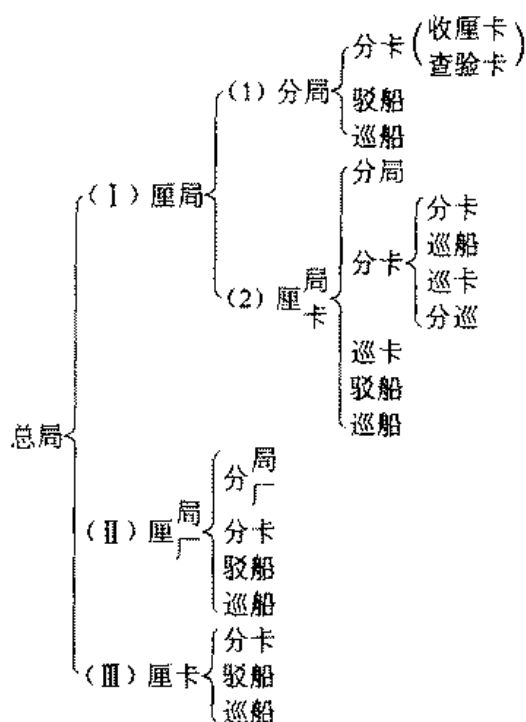 总局
(Ⅰ) 厘局
(1) 分局
分卡 (收厘卡 查验卡)
驳船
巡船
(2) 厘局卡
分局
分卡
分卡
巡船
巡卡
分巡
巡卡
驳船
巡船
(Ⅱ) 厘局厂
分局厂
分卡
驳船
巡船
(Ⅲ) 厘卡
分卡
驳船
巡船